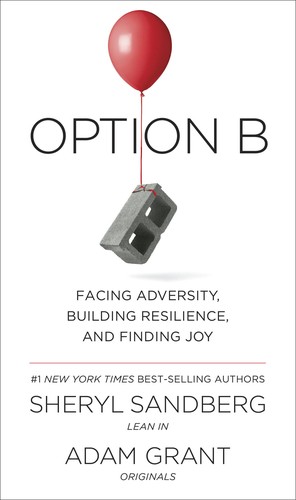 OPTION B
FACING ADVERSITY,
BUILDING RESILIENCE,
AND FINDING JOY
#1 NEW YORK TIMES BEST-SELLING AUTHORS
SHERYL SANDBERG
LEAN IN
ADAM GRANT
ORIGINALS